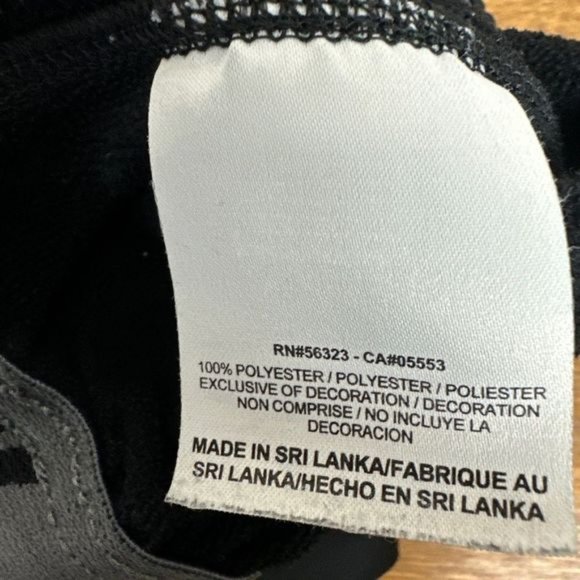 RN#56323 - CA#05553
100% POLYESTER / POLYESTER / POLIESTER
EXCLUSIVE OF DECORATION / DECORATION
NON COMPRISE / NO INCLUYE LA
DECORACION
MADE IN SRI LANKA/FABRIQUE AU
SRI LANKA/HECHO EN SRI LANKA